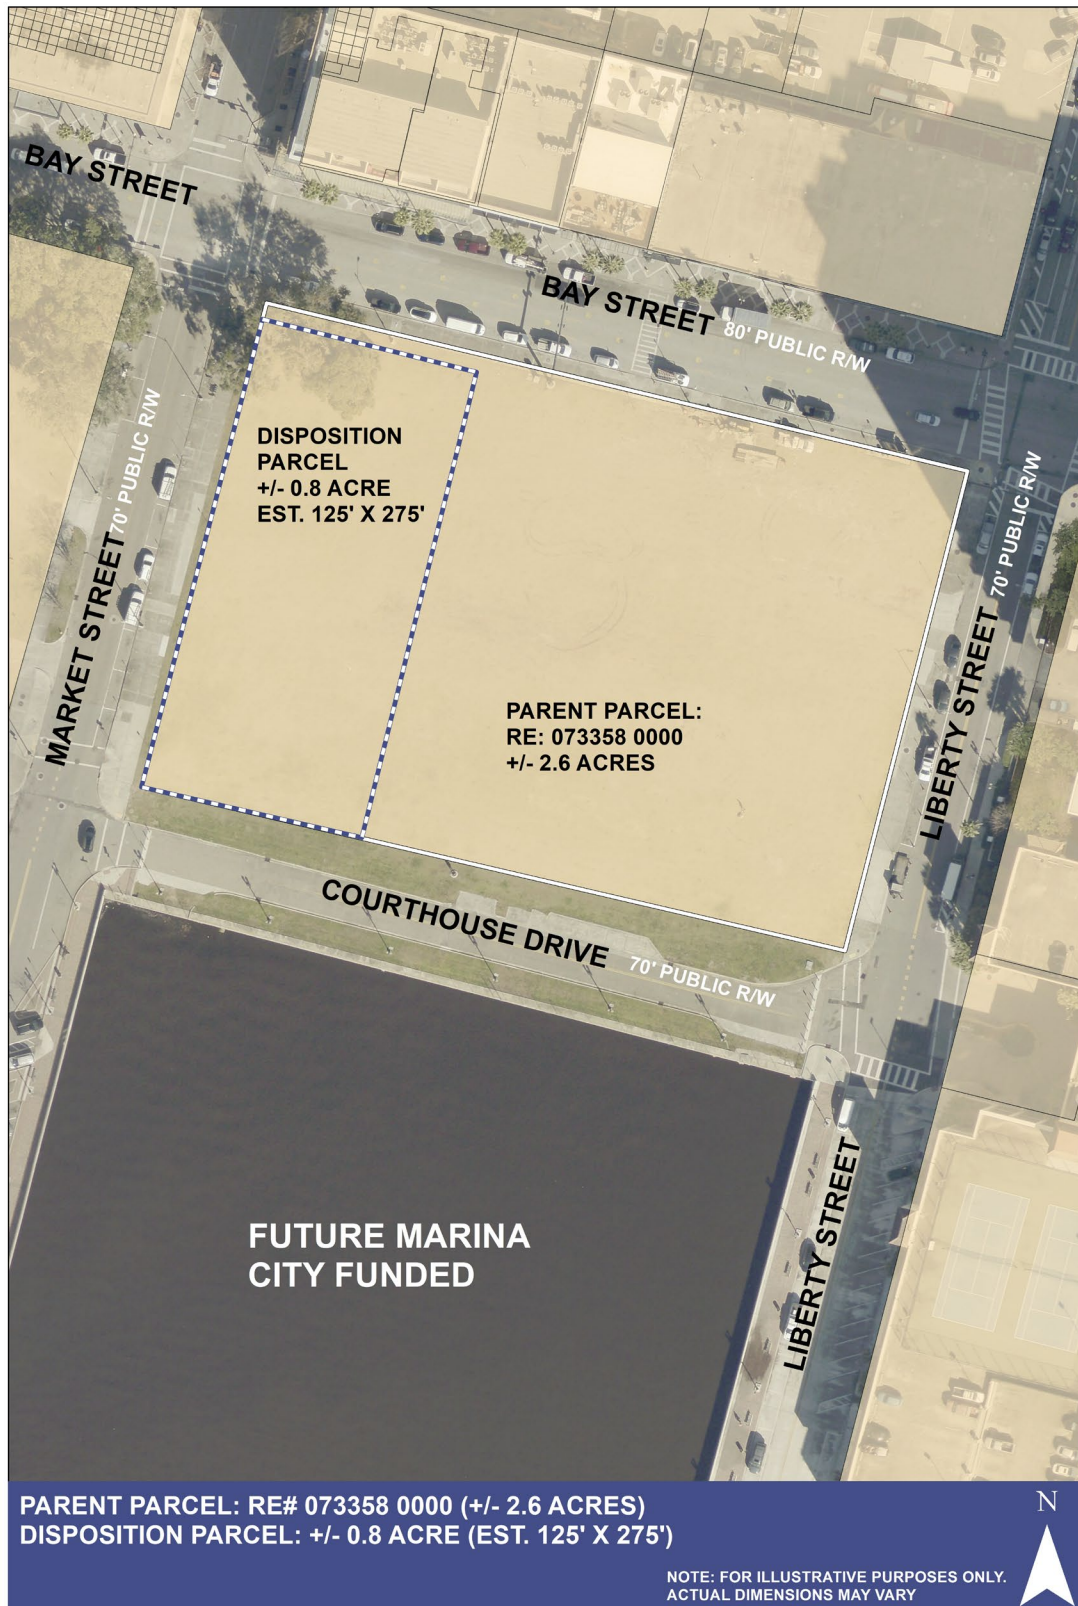 BAY STREET
BAY STREET
80' PUBLIC R/W
DISPOSITION
PARCEL
+/- 0.8 ACRE
EST. 125' X 275'
MARKET STREET
70' PUBLIC R/W
LIBERTY STREET
70' PUBLIC R/W
PARENT PARCEL:
RE: 073358 0000
+/- 2.6 ACRES
COURTHOUSE DRIVE
70' PUBLIC R/W
LIBERTY STREET
FUTURE MARINA
CITY FUNDED
PARENT PARCEL: RE# 073358 0000 (+/- 2.6 ACRES)
DISPOSITION PARCEL: +/- 0.8 ACRE (EST. 125' X 275')
N
NOTE: FOR ILLUSTRATIVE PURPOSES ONLY.
ACTUAL DIMENSIONS MAY VARY